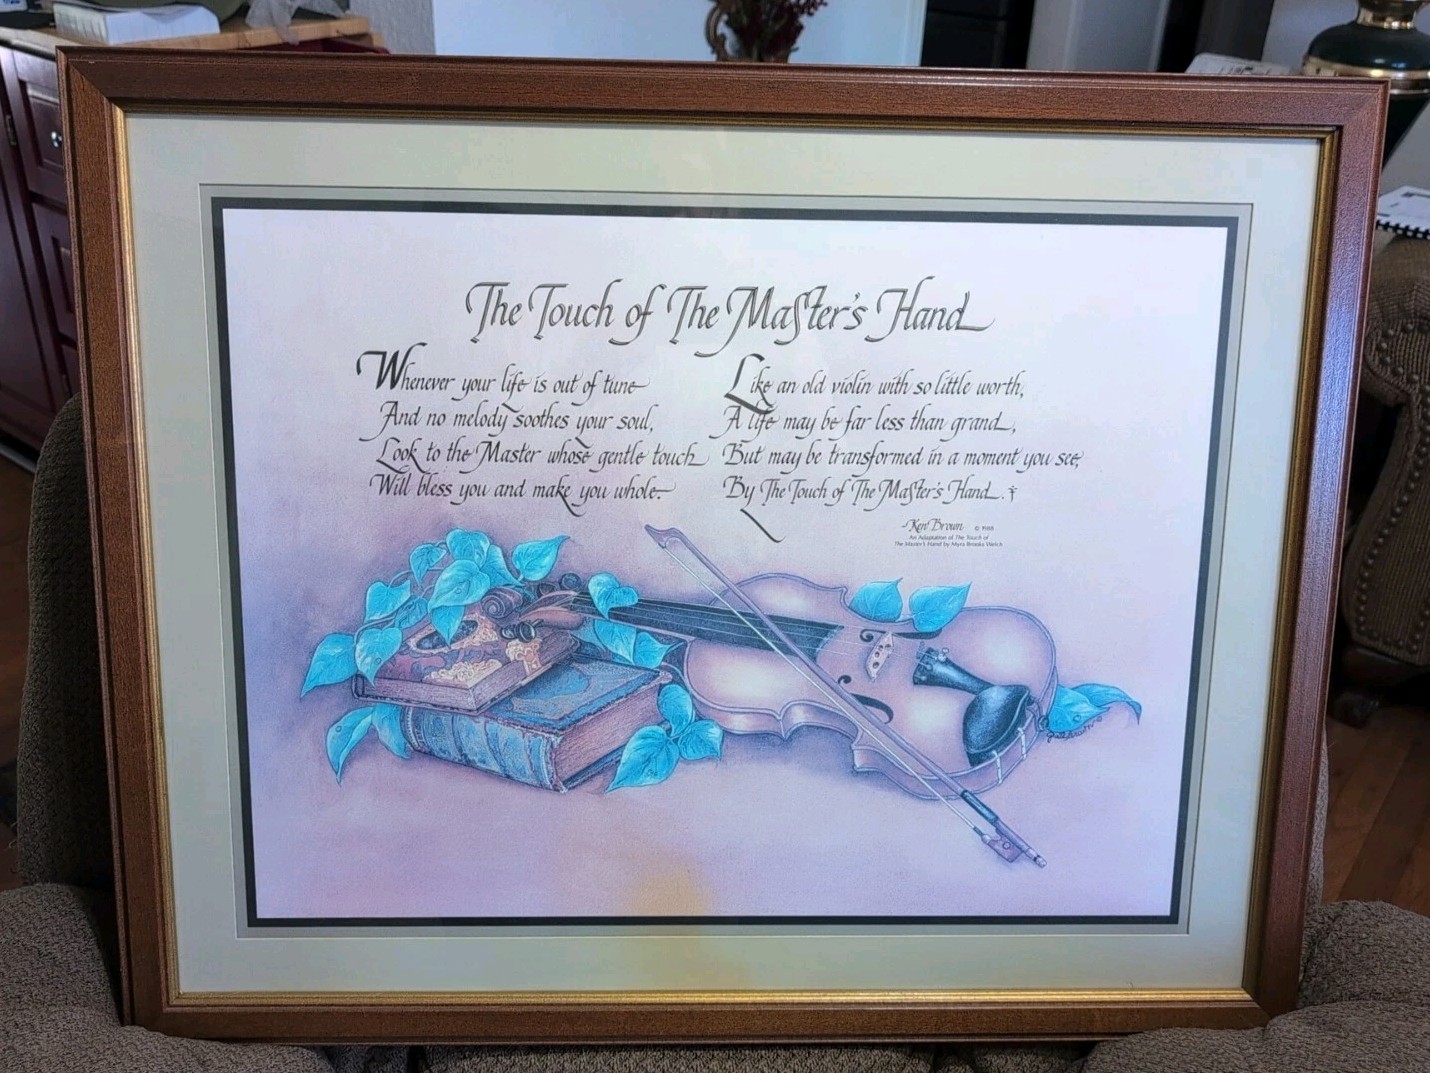 The Touch of The Master's Hand
Whenever your life is out of tune
And no melody soothes your soul,
Look to the Master whose gentle touch
Will bless you and make you whole.
Like an old violin with so little worth,
A life may be far less than grand,
But may be transformed in a moment you see,
By The Touch of The Master's Hand.
~Ken Brown © 1988
An Adaptation of The Touch of
The Master's Hand by Myra Brooks Welch